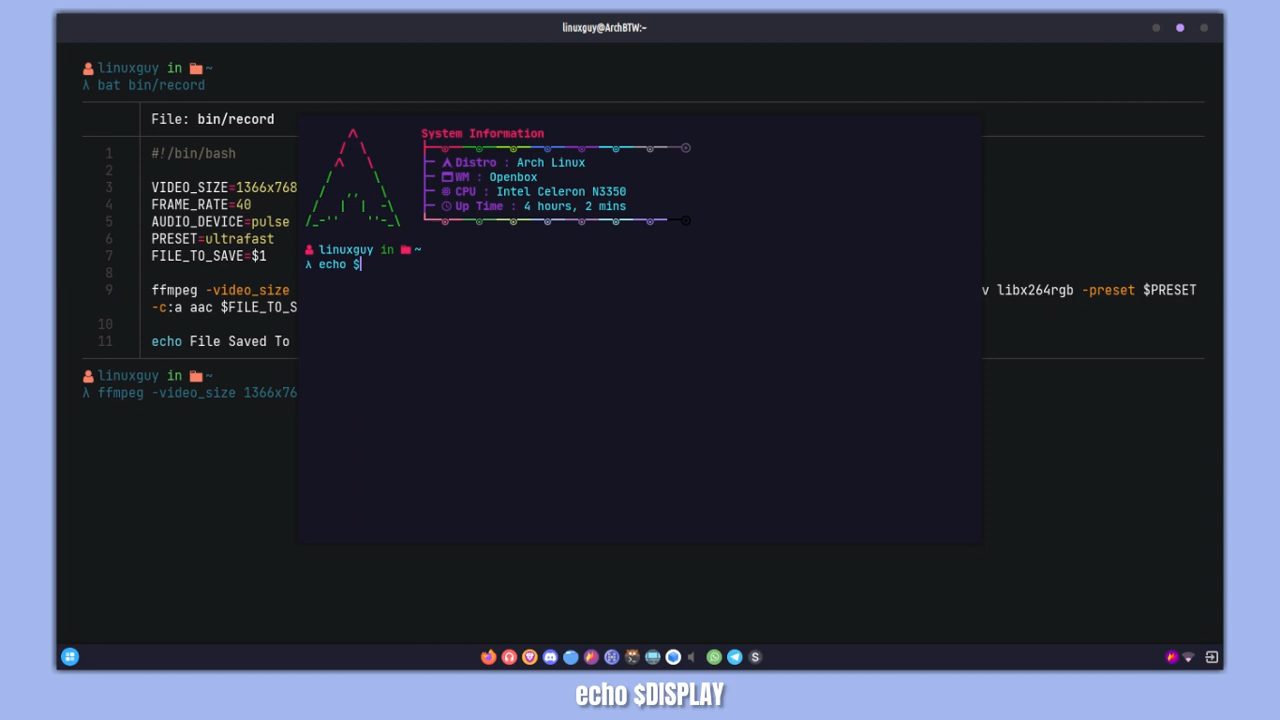 linuxguy@ArchBTW:~
linuxguy in ~
λ bat bin/record
File: bin/record
1 #!/bin/bash
2
3 VIDEO_SIZE=1366x768
4 FRAME_RATE=40
5 AUDIO_DEVICE=pulse
6 PRESET=ultrafast
7 FILE_TO_SAVE=$1
8
9 ffmpeg -video_size v libx264rgb -preset $PRESET
-c:a aac $FILE_TO_S
10
11 echo File Saved To
linuxguy in ~
λ ffmpeg -video_size 1366x76
System Information
Distro : Arch Linux
WM : Openbox
CPU : Intel Celeron N3350
Up Time : 4 hours, 2 mins
linuxguy in ~
λ echo $
echo $DISPLAY